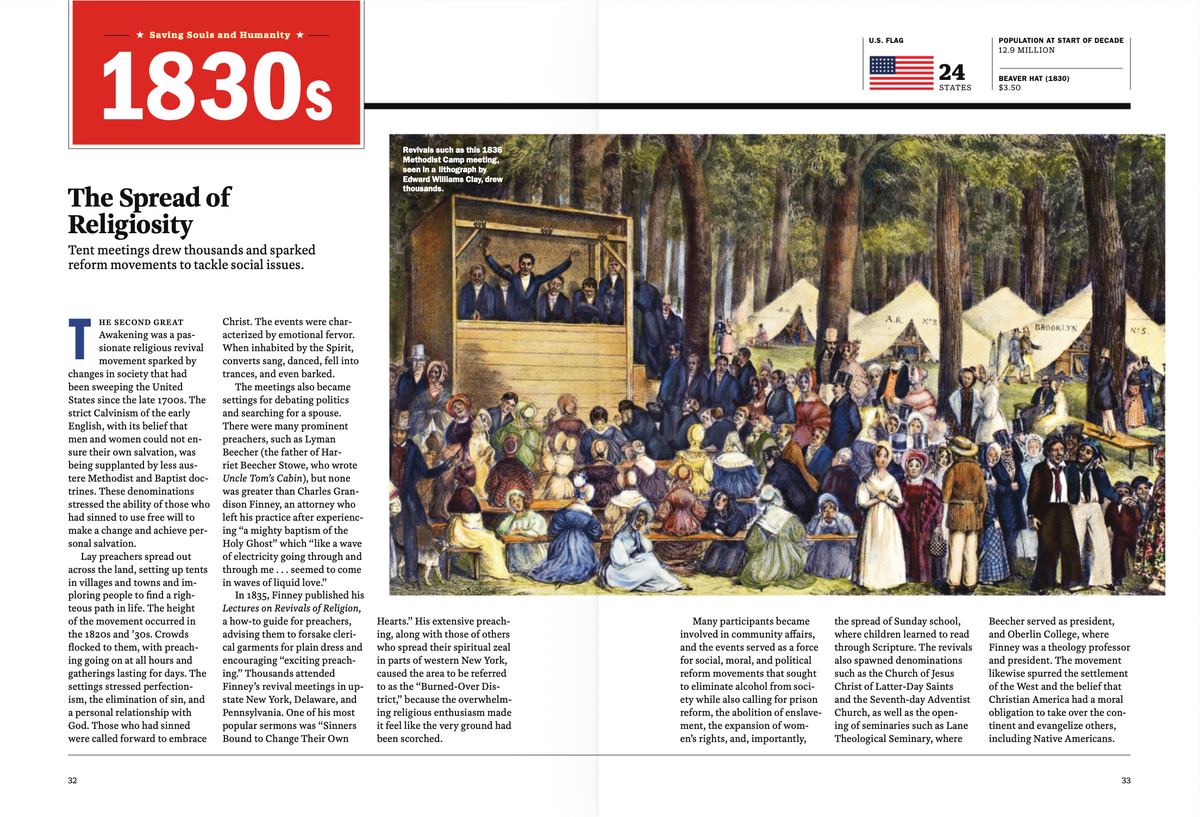 ★ Saving Souls and Humanity ★
1830s
U.S. FLAG
24
STATES
POPULATION AT START OF DECADE
12.9 MILLION
BEAVER HAT (1830)
$3.50
Revivals such as this 1836
Methodist Camp meeting,
seen in a lithograph by
Edward Williams Clay, drew
thousands.
A.R. Nº2
BROOKLYN
Nº5.
The Spread of
Religiosity
Tent meetings drew thousands and sparked
reform movements to tackle social issues.
THE SECOND GREAT
Awakening was a pas-
sionate religious revival
movement sparked by
changes in society that had
been sweeping the United
States since the late 1700s. The
strict Calvinism of the early
English, with its belief that
men and women could not en-
sure their own salvation, was
being supplanted by less aus-
tere Methodist and Baptist doc-
trines. These denominations
stressed the ability of those who
had sinned to use free will to
make a change and achieve per-
sonal salvation.
Lay preachers spread out
across the land, setting up tents
in villages and towns and im-
ploring people to find a righ-
teous path in life. The height
of the movement occurred in
the 1820s and ’30s. Crowds
flocked to them, with preach-
ing going on at all hours and
gatherings lasting for days. The
settings stressed perfection-
ism, the elimination of sin, and
a personal relationship with
God. Those who had sinned
were called forward to embrace
Christ. The events were char-
acterized by emotional fervor.
When inhabited by the Spirit,
converts sang, danced, fell into
trances, and even barked.
The meetings also became
settings for debating politics
and searching for a spouse.
There were many prominent
preachers, such as Lyman
Beecher (the father of Har-
riet Beecher Stowe, who wrote
Uncle Tom’s Cabin), but none
was greater than Charles Gran-
dison Finney, an attorney who
left his practice after experienc-
ing “a mighty baptism of the
Holy Ghost” which “like a wave
of electricity going through and
through me . . . seemed to come
in waves of liquid love.”
In 1835, Finney published his
Lectures on Revivals of Religion,
a how-to guide for preachers,
advising them to forsake cleri-
cal garments for plain dress and
encouraging “exciting preach-
ing.” Thousands attended
Finney’s revival meetings in up-
state New York, Delaware, and
Pennsylvania. One of his most
popular sermons was “Sinners
Bound to Change Their Own
Hearts.” His extensive preach-
ing, along with those of others
who spread their spiritual zeal
in parts of western New York,
caused the area to be referred
to as the “Burned-Over Dis-
trict,” because the overwhelm-
ing religious enthusiasm made
it feel like the very ground had
been scorched.
Many participants became
involved in community affairs,
and the events served as a force
for social, moral, and political
reform movements that sought
to eliminate alcohol from soci-
ety while also calling for prison
reform, the abolition of enslave-
ment, the expansion of wom-
en’s rights, and, importantly,
the spread of Sunday school,
where children learned to read
through Scripture. The revivals
also spawned denominations
such as the Church of Jesus
Christ of Latter-Day Saints
and the Seventh-day Adventist
Church, as well as the open-
ing of seminaries such as Lane
Theological Seminary, where
Beecher served as president,
and Oberlin College, where
Finney was a theology professor
and president. The movement
likewise spurred the settlement
of the West and the belief that
Christian America had a moral
obligation to take over the con-
tinent and evangelize others,
including Native Americans.
32
33